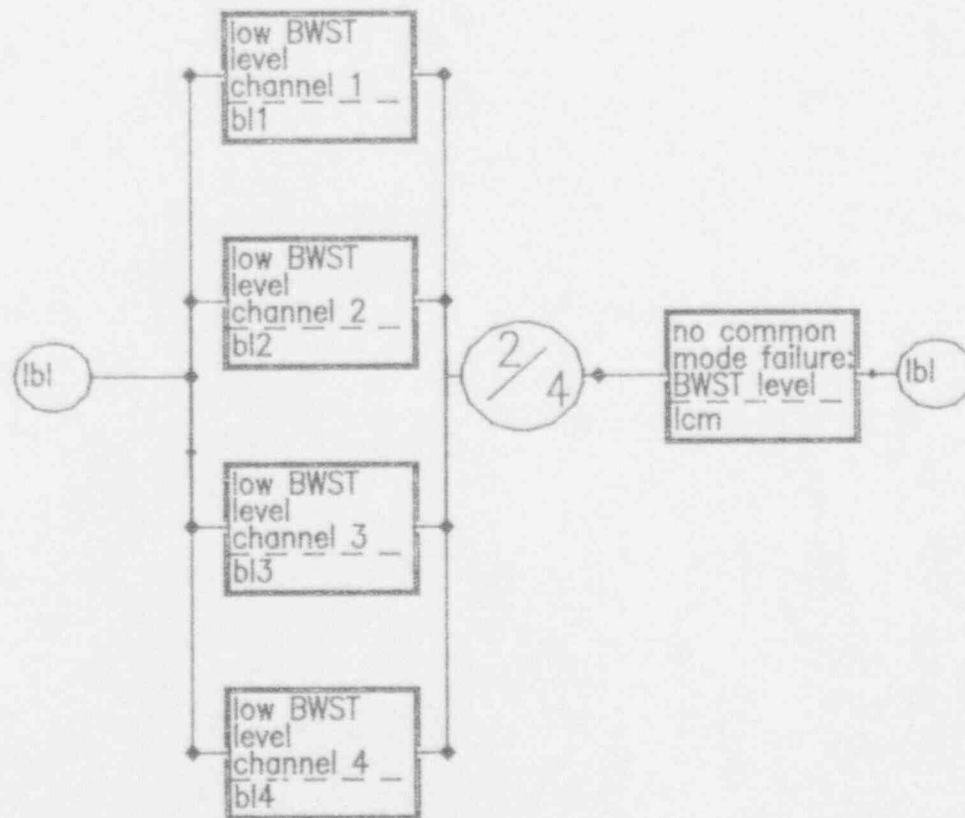 low BWST
level
channel 1
bl1
low BWST
level
channel 2
bl2
lbl
2/4
no common
mode failure:
BWST level
lcm
lbl
low BWST
level
channel 3
bl3
low BWST
level
channel 4
bl4